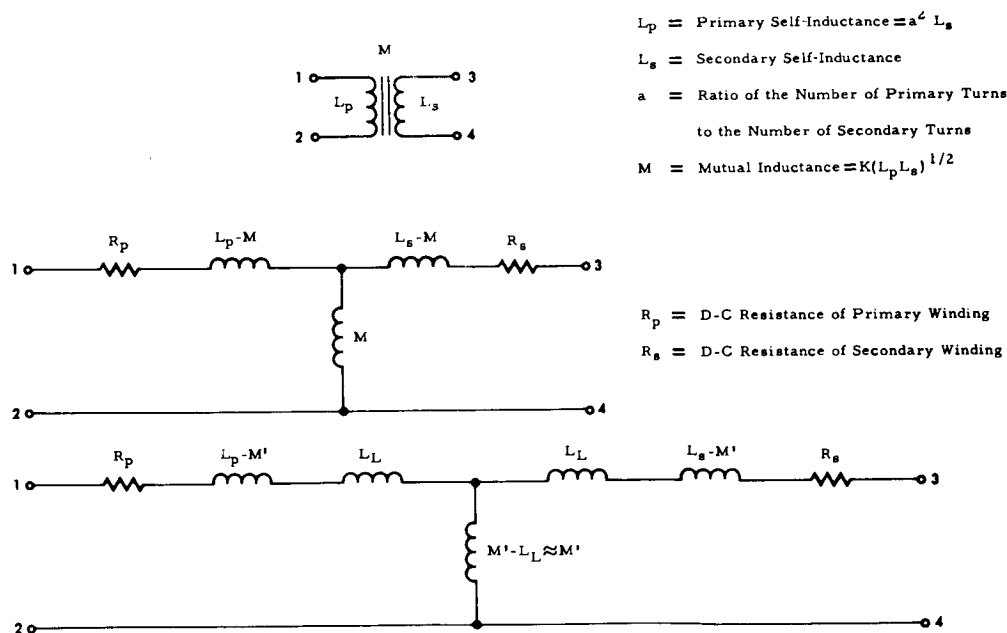 L_p = Primary Self-Inductance = a² L_s
M
L_s = Secondary Self-Inductance
1 3
L_p L_s
a = Ratio of the Number of Primary Turns
to the Number of Secondary Turns
2 4
M = Mutual Inductance = K(L_p L_s)^1/2
R_p L_p-M L_s-M R_s
1 3
M
R_p = D-C Resistance of Primary Winding
R_s = D-C Resistance of Secondary Winding
2 4
R_p L_p-M' L_L L_L L_s-M' R_s
1 3
M'-L_L≈M'
2 4